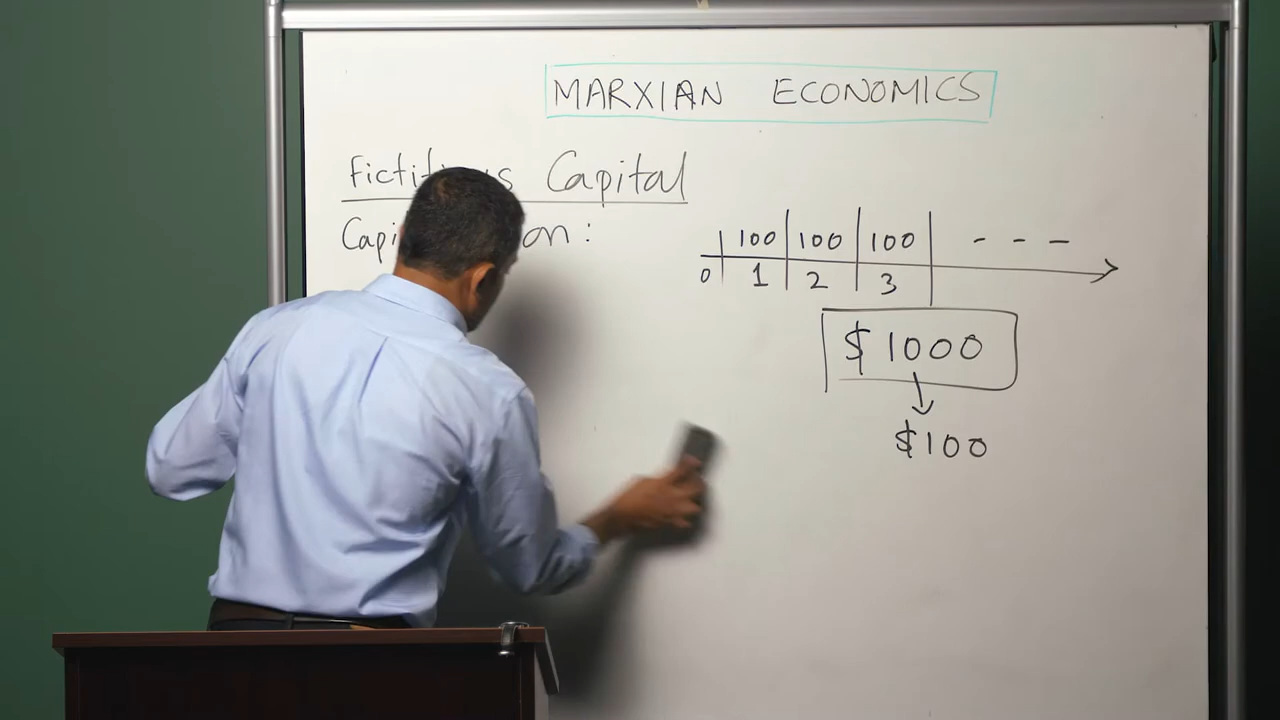 MARXIAN ECONOMICS
Capital
100 100 100 - - -
0 1 2 3
$1000
$100